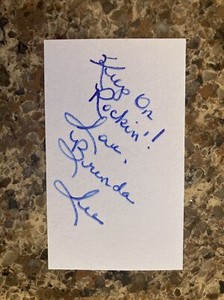 Keep On
Rockin'!
Love,
Brenda
Lee